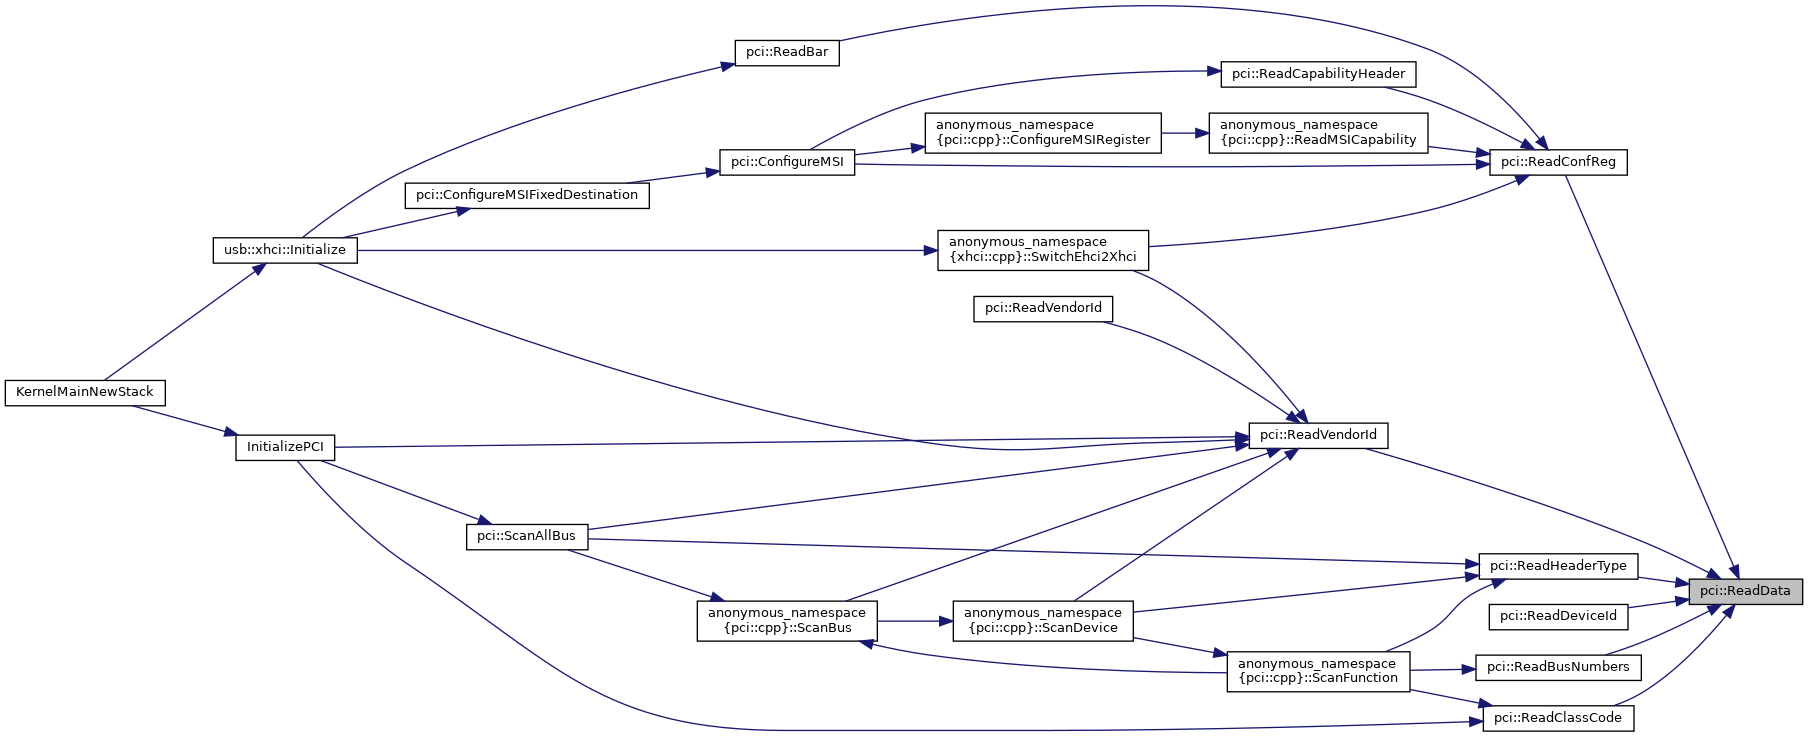 pci::ReadBar
pci::ReadCapabilityHeader
anonymous_namespace
{pci::cpp}::ConfigureMSIRegister
anonymous_namespace
{pci::cpp}::ReadMSICapability
pci::ConfigureMSI
pci::ReadConfReg
pci::ConfigureMSIFixedDestination
usb::xhci::Initialize
anonymous_namespace
{xhci::cpp}::SwitchEhci2Xhci
pci::ReadVendorId
KernelMainNewStack
InitializePCI
pci::ReadVendorId
pci::ScanAllBus
pci::ReadHeaderType
pci::ReadData
anonymous_namespace
{pci::cpp}::ScanBus
anonymous_namespace
{pci::cpp}::ScanDevice
pci::ReadDeviceId
anonymous_namespace
{pci::cpp}::ScanFunction
pci::ReadBusNumbers
pci::ReadClassCode